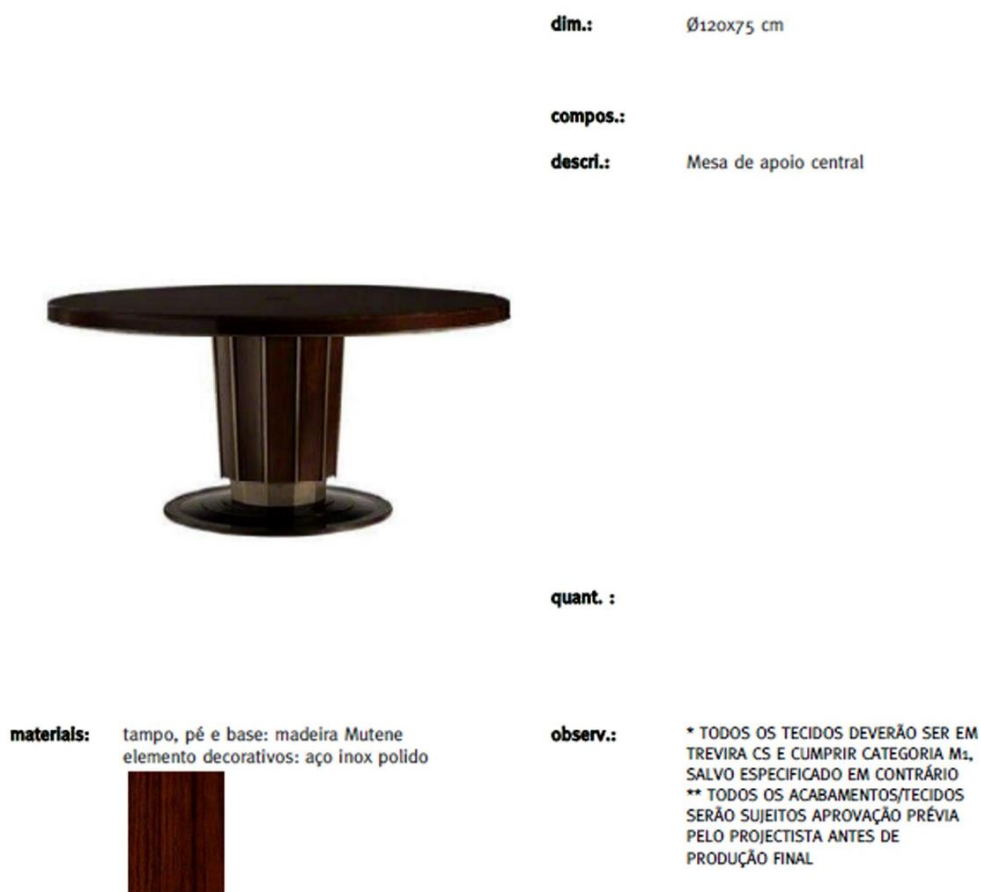 dim.: Ø120x75 cm
compos.:
descri.: Mesa de apoio central
quant. :
materiais: tampo, pé e base: madeira Mutene
elemento decorativos: aço inox polido
observ.: * TODOS OS TECIDOS DEVERÃO SER EM
TREVIRA CS E CUMPRIR CATEGORIA M1,
SALVO ESPECIFICADO EM CONTRÁRIO
** TODOS OS ACABAMENTOS/TECIDOS
SERÃO SUJEITOS APROVAÇÃO PRÉVIA
PELO PROJECTISTA ANTES DE
PRODUÇÃO FINAL